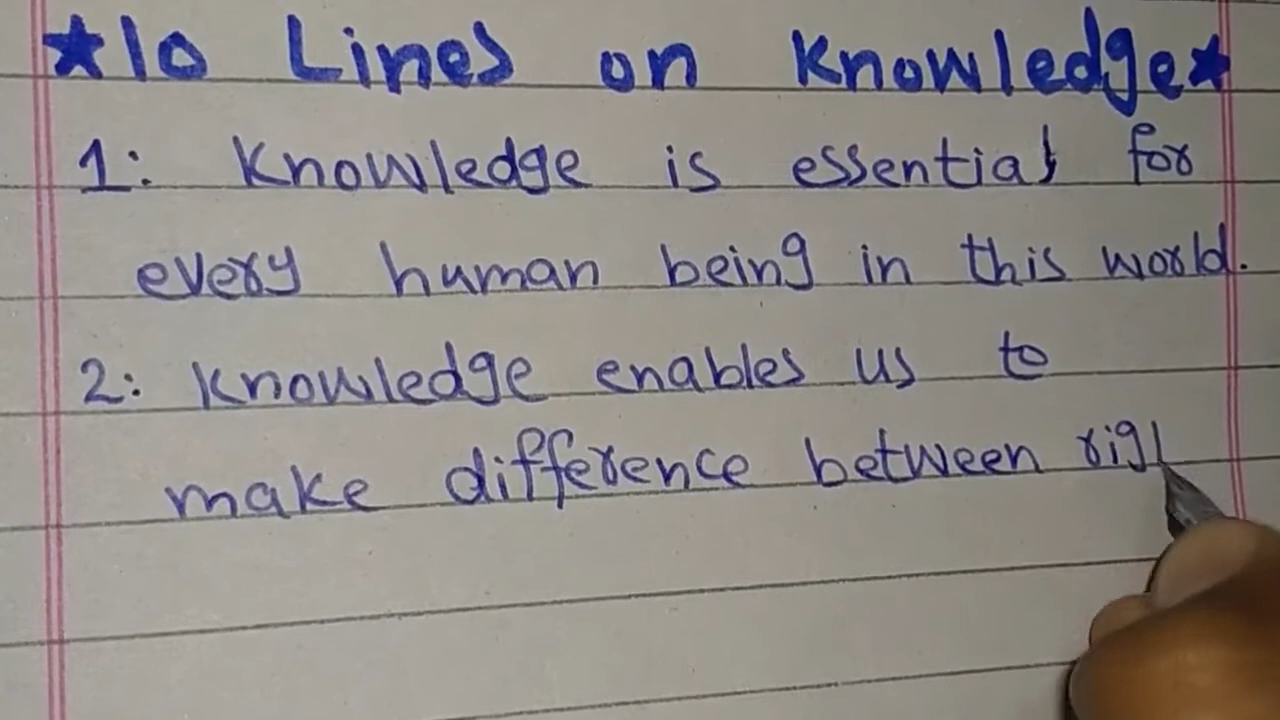 ★10 Lines on Knowledge★
1: Knowledge is essential for
every human being in this world.
2: Knowledge enables us to
make difference between rig